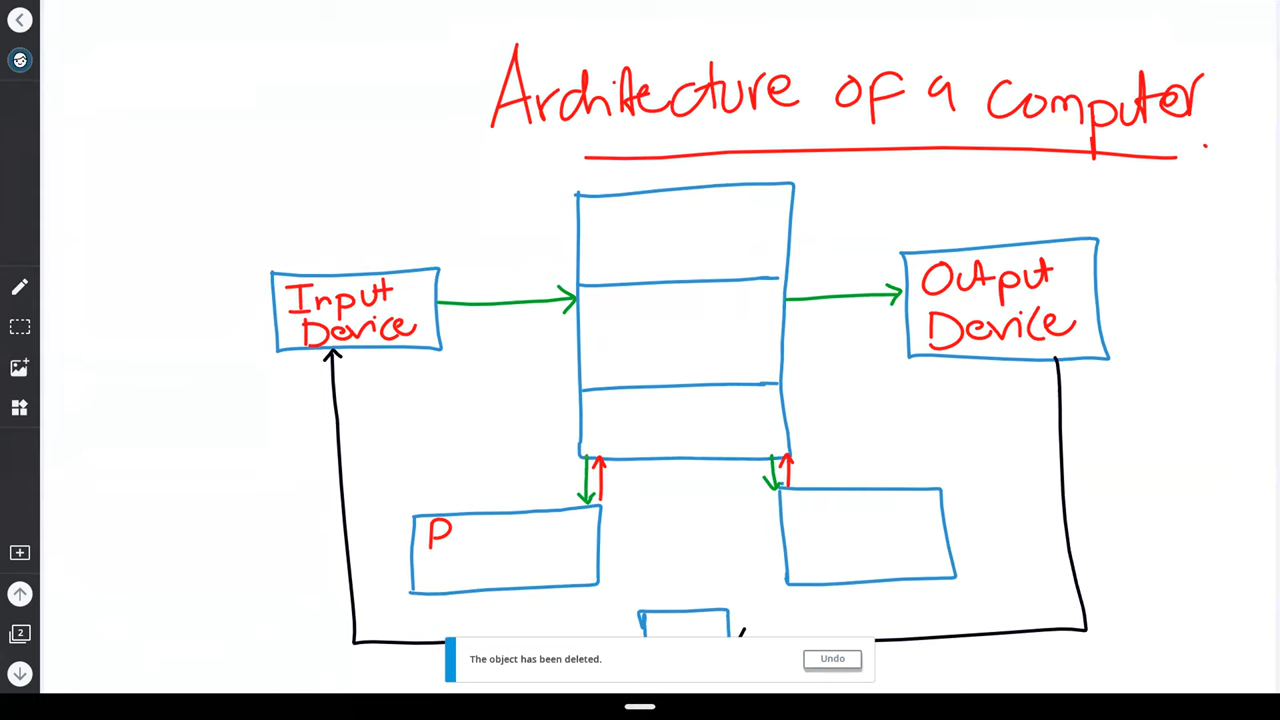 Architecture of a computer.
Input
Device
Output
Device
P
The object has been deleted.
Undo
2